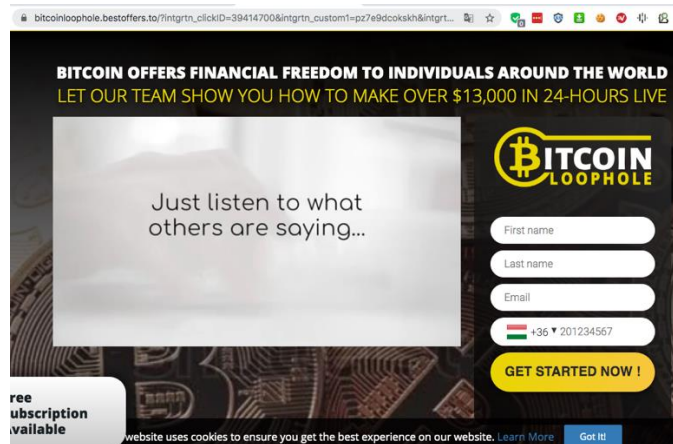 bitcoinloophole.bestoffers.to/?intgrtn_clickID=39414700&intgrtn_custom1=pz7e9dcokskh&intgrt...
BITCOIN OFFERS FINANCIAL FREEDOM TO INDIVIDUALS AROUND THE WORLD
LET OUR TEAM SHOW YOU HOW TO MAKE OVER $13,000 IN 24-HOURS LIVE
Just listen to what
others are saying...
BITCOIN
LOOPHOLE
First name
Last name
Email
+36 ▼ 201234567
GET STARTED NOW !
ree
ubscription
vailable
website uses cookies to ensure you get the best experience on our website. Learn More Got It!